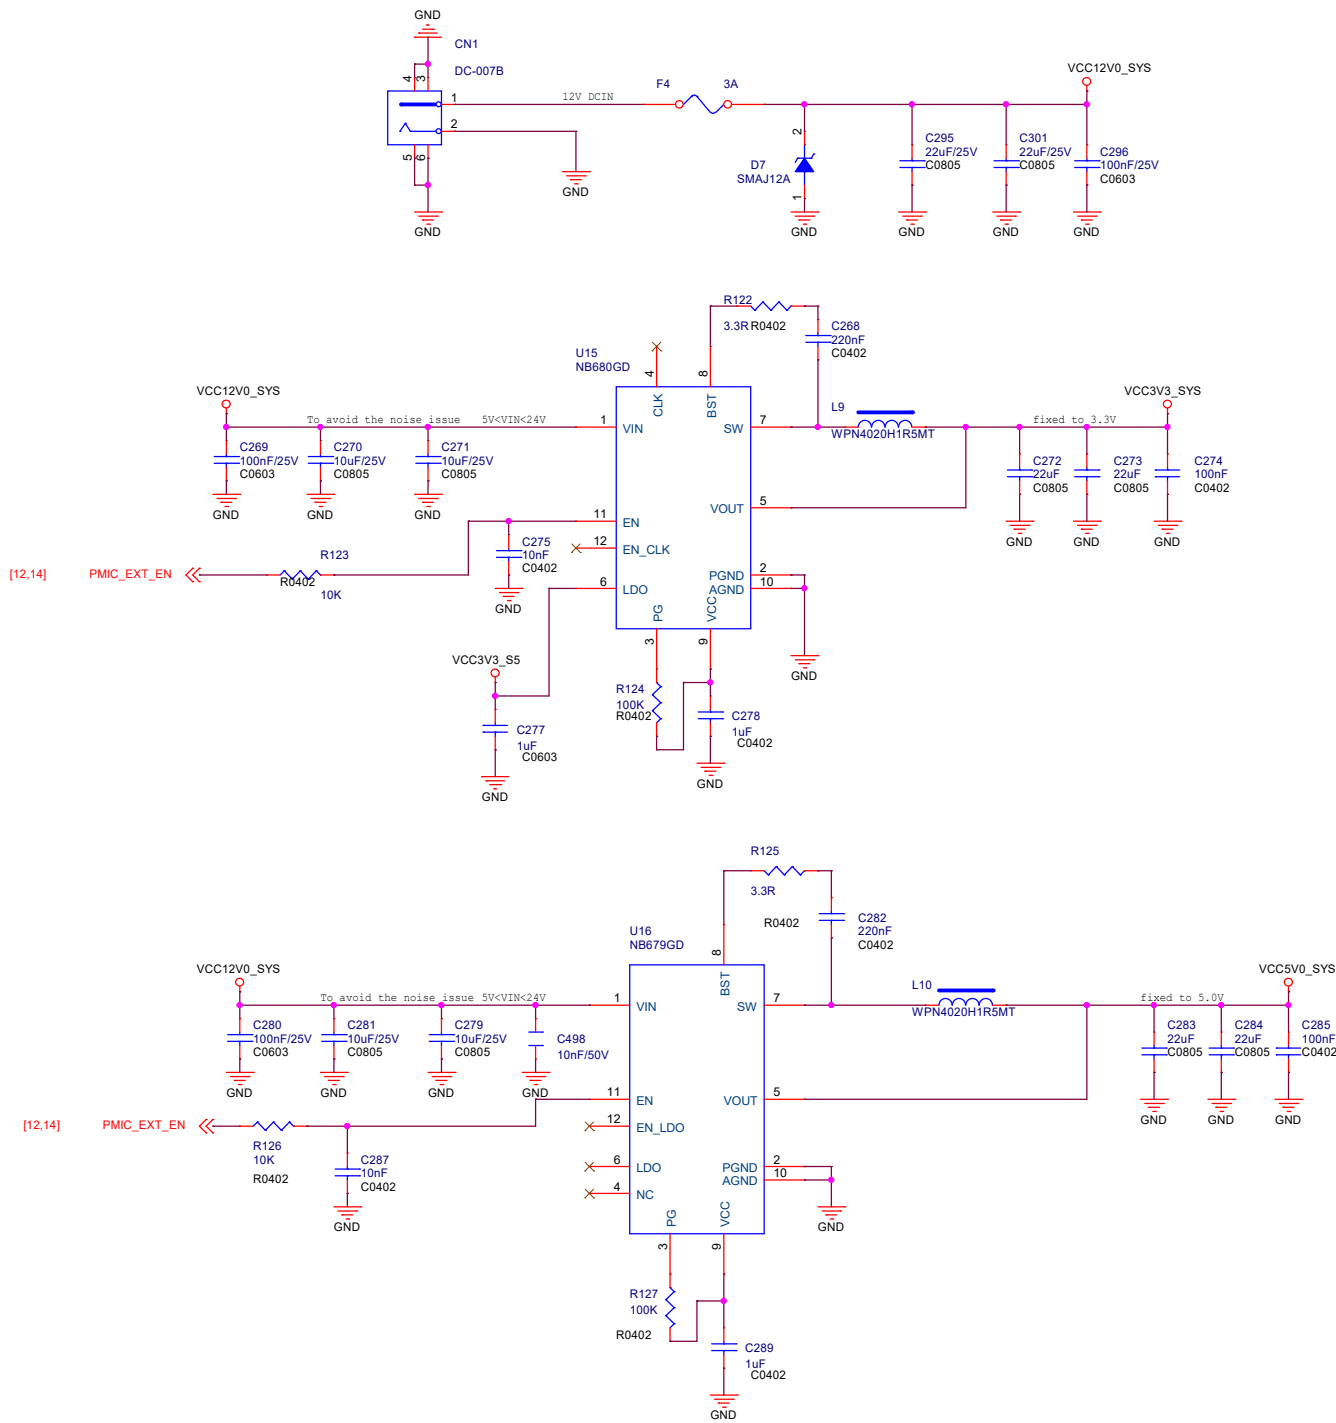 GND
CN1
DC-007B
4
3
1
2
5
6
12V DCIN
F4
3A
VCC12V0_SYS
GND
GND
2
D7
SMAJ12A
1
GND
C295
22uF/25V
C0805
GND
C301
22uF/25V
C0805
GND
C296
100nF/25V
C0603
GND
R122
3.3R
R0402
C268
220nF
C0402
U15
NB680GD
4
8
CLK
BST
VCC12V0_SYS
To avoid the noise issue
5V<VIN<24V
1
VIN
SW
7
L9
WPN4020H1R5MT
fixed to 3.3V
VCC3V3_SYS
C269
100nF/25V
C0603
GND
C270
10uF/25V
C0805
GND
C271
10uF/25V
C0805
GND
C272
22uF
C0805
GND
C273
22uF
C0805
GND
C274
100nF
C0402
GND
VOUT
5
11
EN
12
EN_CLK
6
LDO
C275
10nF
C0402
GND
[12,14]
PMIC_EXT_EN
R123
R0402
10K
PGND
2
AGND
10
GND
PG
VCC
3
9
VCC3V3_S5
C277
1uF
C0603
GND
R124
100K
R0402
C278
1uF
C0402
GND
R125
3.3R
R0402
C282
220nF
C0402
U16
NB679GD
8
BST
VCC12V0_SYS
To avoid the noise issue
5V<VIN<24V
1
VIN
SW
7
L10
WPN4020H1R5MT
fixed to 5.0V
VCC5V0_SYS
C280
100nF/25V
C0603
GND
C281
10uF/25V
C0805
GND
C279
10uF/25V
C0805
GND
C498
10nF/50V
GND
C283
22uF
C0805
GND
C284
22uF
C0805
GND
C285
100nF
C0402
GND
11
EN
VOUT
5
12
EN_LDO
6
LDO
4
NC
PGND
2
AGND
10
GND
[12,14]
PMIC_EXT_EN
R126
10K
R0402
C287
10nF
C0402
GND
PG
VCC
3
9
R127
100K
R0402
C289
1uF
C0402
GND